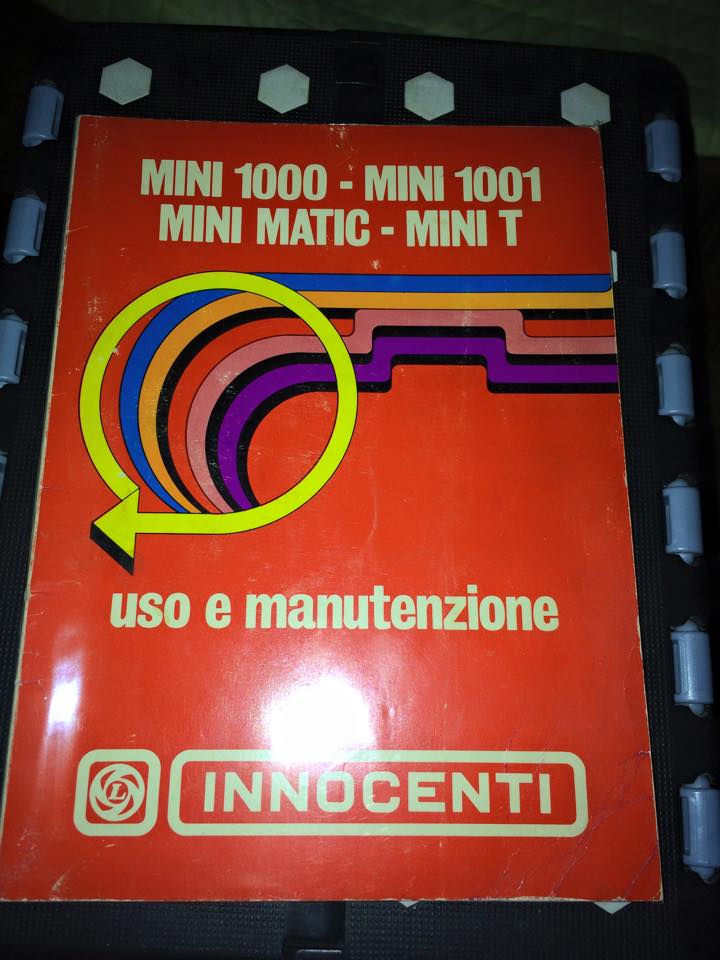 MINI 1000 - MINI 1001
MINI MATIC - MINI T
uso e manutenzione
L
INNOCENTI